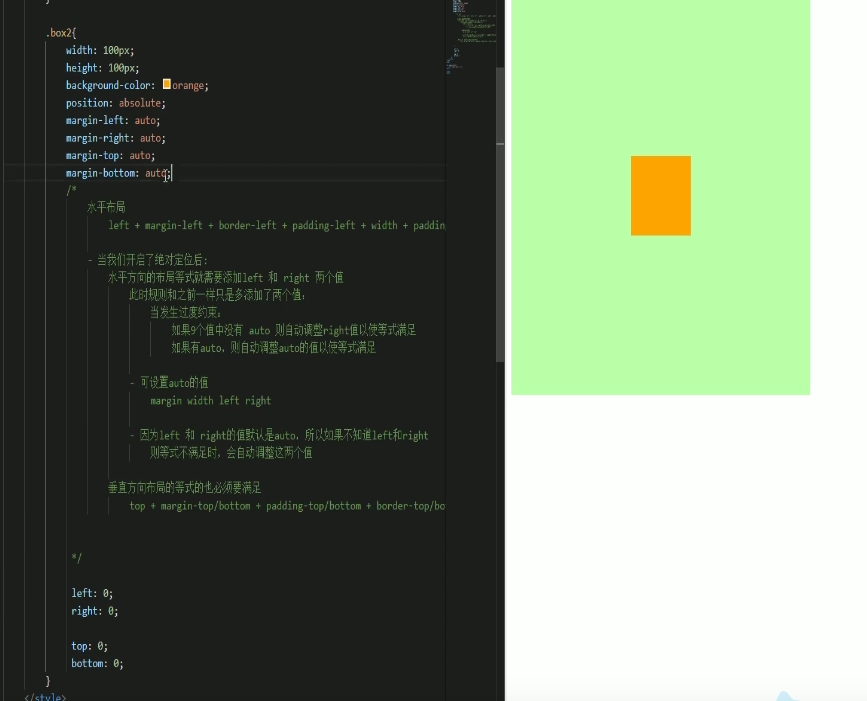 }
.box2{
width: 100px;
height: 100px;
background-color: orange;
position: absolute;
margin-left: auto;
margin-right: auto;
margin-top: auto;
margin-bottom: auto;
/*
水平布局
left + margin-left + border-left + padding-left + width + paddin
- 当我们开启了绝对定位后:
水平方向的布局等式就需要添加left 和 right 两个值
此时规则和之前一样只是多添加了两个值:
当发生过度约束:
如果9个值中没有 auto 则自动调整right值以使等式满足
如果有auto，则自动调整auto的值以使等式满足
- 可设置auto的值
margin width left right
- 因为left 和 right的值默认是auto，所以如果不知道left和right
则等式不满足时，会自动调整这两个值
垂直方向布局的等式的也必须要满足
top + margin-top/bottom + padding-top/bottom + border-top/bo
*/
left: 0;
right: 0;
top: 0;
bottom: 0;
}
</style>